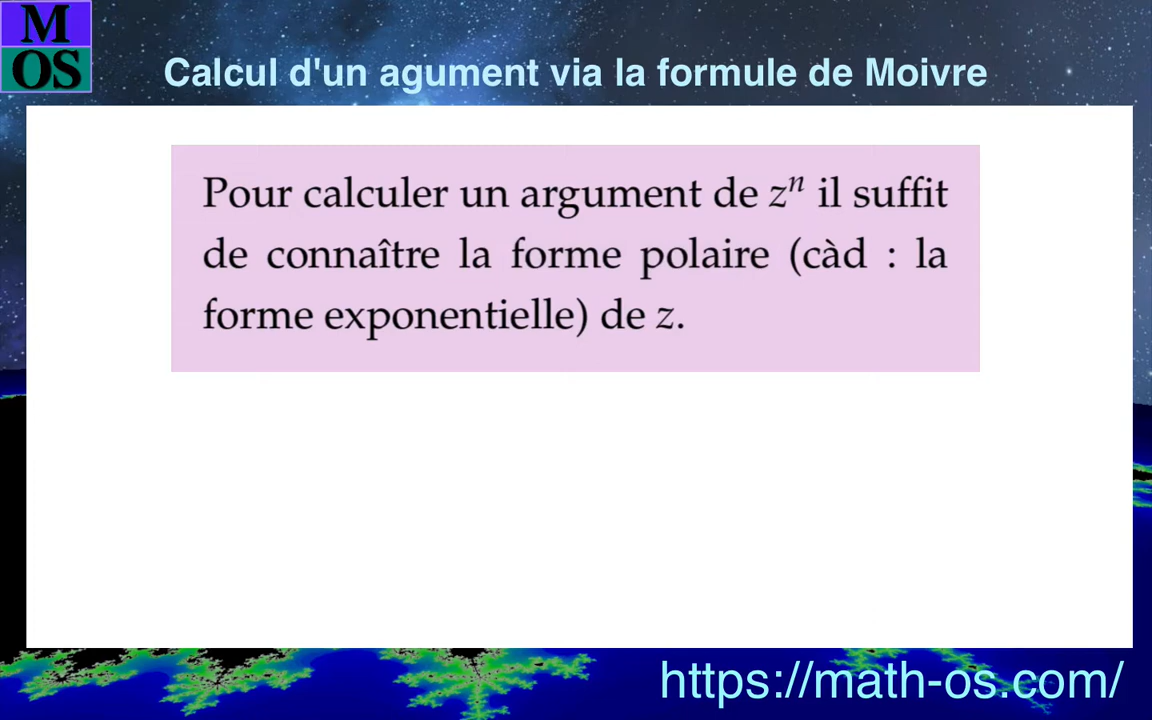 M
OS
Calcul d'un agument via la formule de Moivre
Pour calculer un argument de zⁿ il suffit
de connaître la forme polaire (càd : la
forme exponentielle) de z.
https://math-os.com/